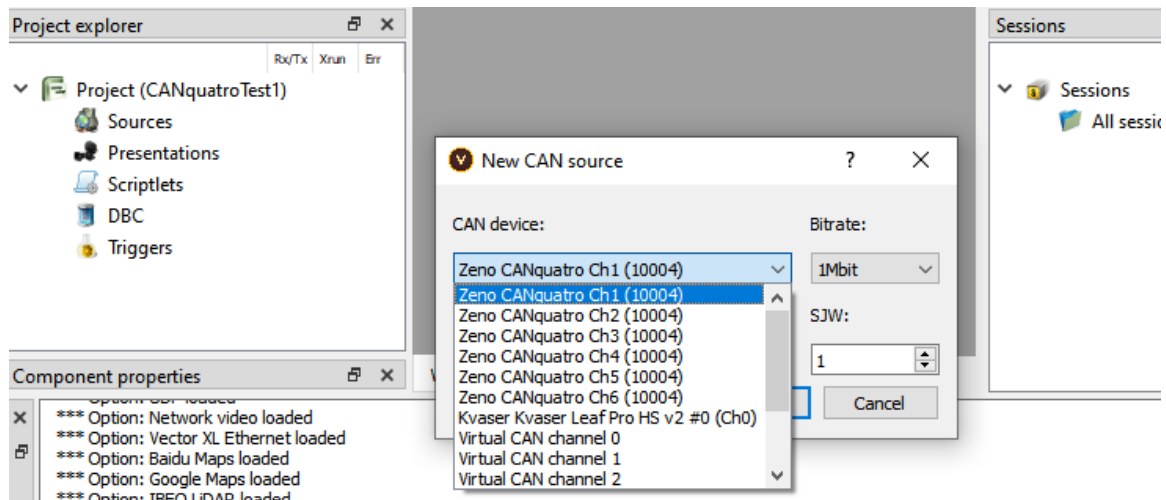 Project explorer
Rx/Tx Xrun Err
Project (CANquatroTest1)
Sources
Presentations
Scriptlets
DBC
Triggers
Sessions
Sessions
All
New CAN source
?
CAN device:
Bitrate:
Zeno CANquatro Ch1 (10004)
1Mbit
Zeno CANquatro Ch1 (10004)
Zeno CANquatro Ch2 (10004)
Zeno CANquatro Ch3 (10004)
Zeno CANquatro Ch4 (10004)
Zeno CANquatro Ch5 (10004)
Zeno CANquatro Ch6 (10004)
Kvaser Kvaser Leaf Pro HS v2 #0 (Ch0)
Virtual CAN channel 0
Virtual CAN channel 1
Virtual CAN channel 2
SJW:
1
Cancel
Component properties
*** Option: Network video loaded
*** Option: Vector XL Ethernet loaded
*** Option: Baidu Maps loaded
*** Option: Google Maps loaded
*** Option: IBEO LiDAR loaded